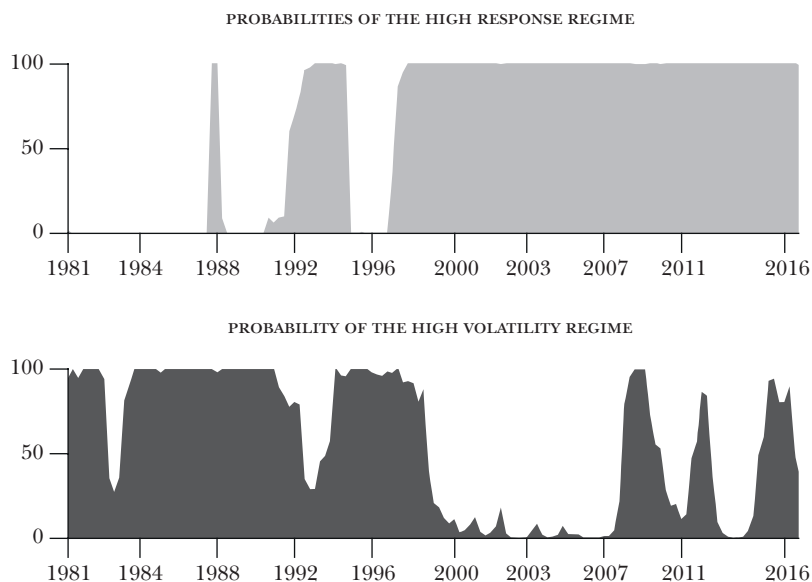 PROBABILITIES OF THE HIGH RESPONSE REGIME
100
50
0
1981 1984 1988 1992 1996 2000 2003 2007 2011 2016
PROBABILITY OF THE HIGH VOLATILITY REGIME
100
50
0
1981 1984 1988 1992 1996 2000 2003 2007 2011 2016